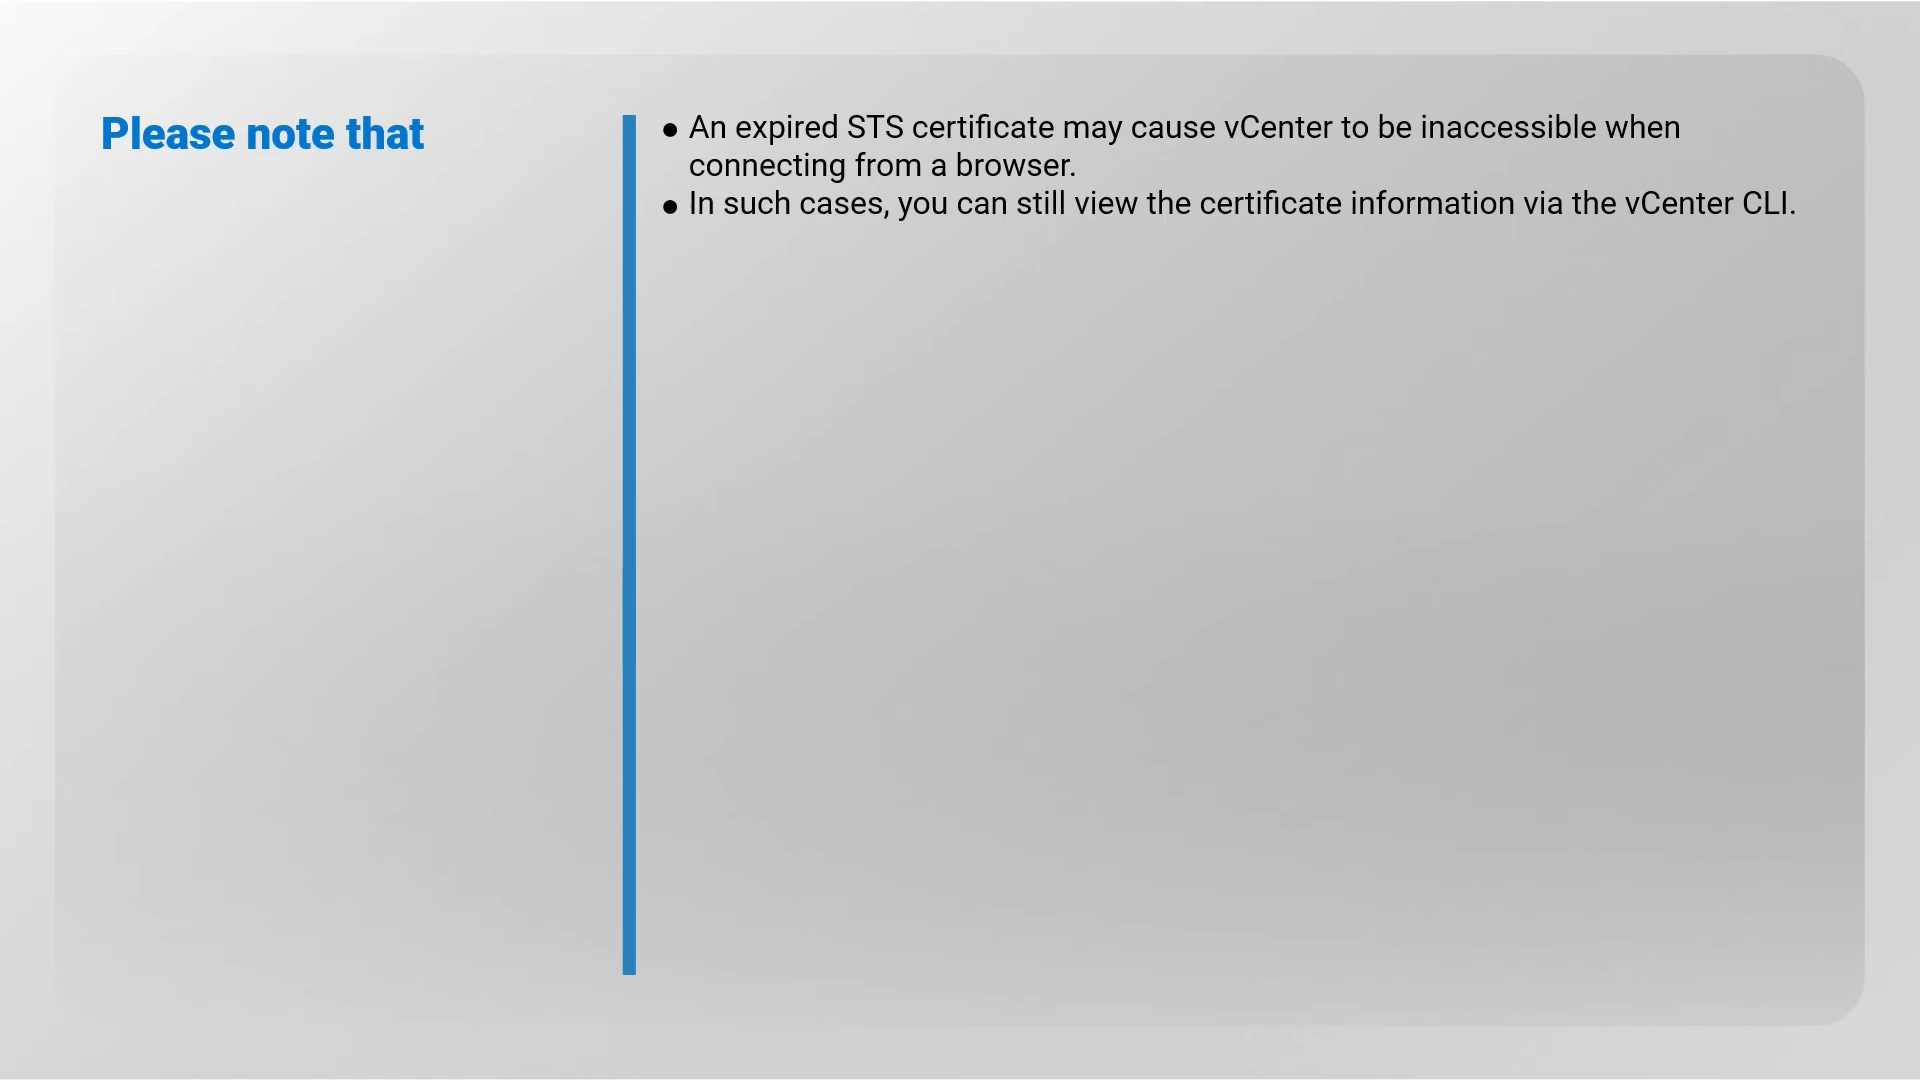 Please note that
● An expired STS certificate may cause vCenter to be inaccessible when
connecting from a browser.
● In such cases, you can still view the certificate information via the vCenter CLI.